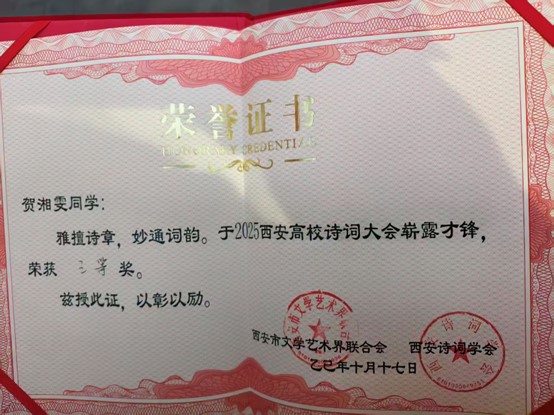 荣誉证书
HONORARY CREDENTIAL
贺湘雯同学：
雅擅诗章，妙通词韵。于2025西安高校诗词大会崭露才锋，
荣获 三等 奖。
兹授此证，以彰以励。
西安市文学艺术界联合会 西安诗词学会
乙巳年十月十七日